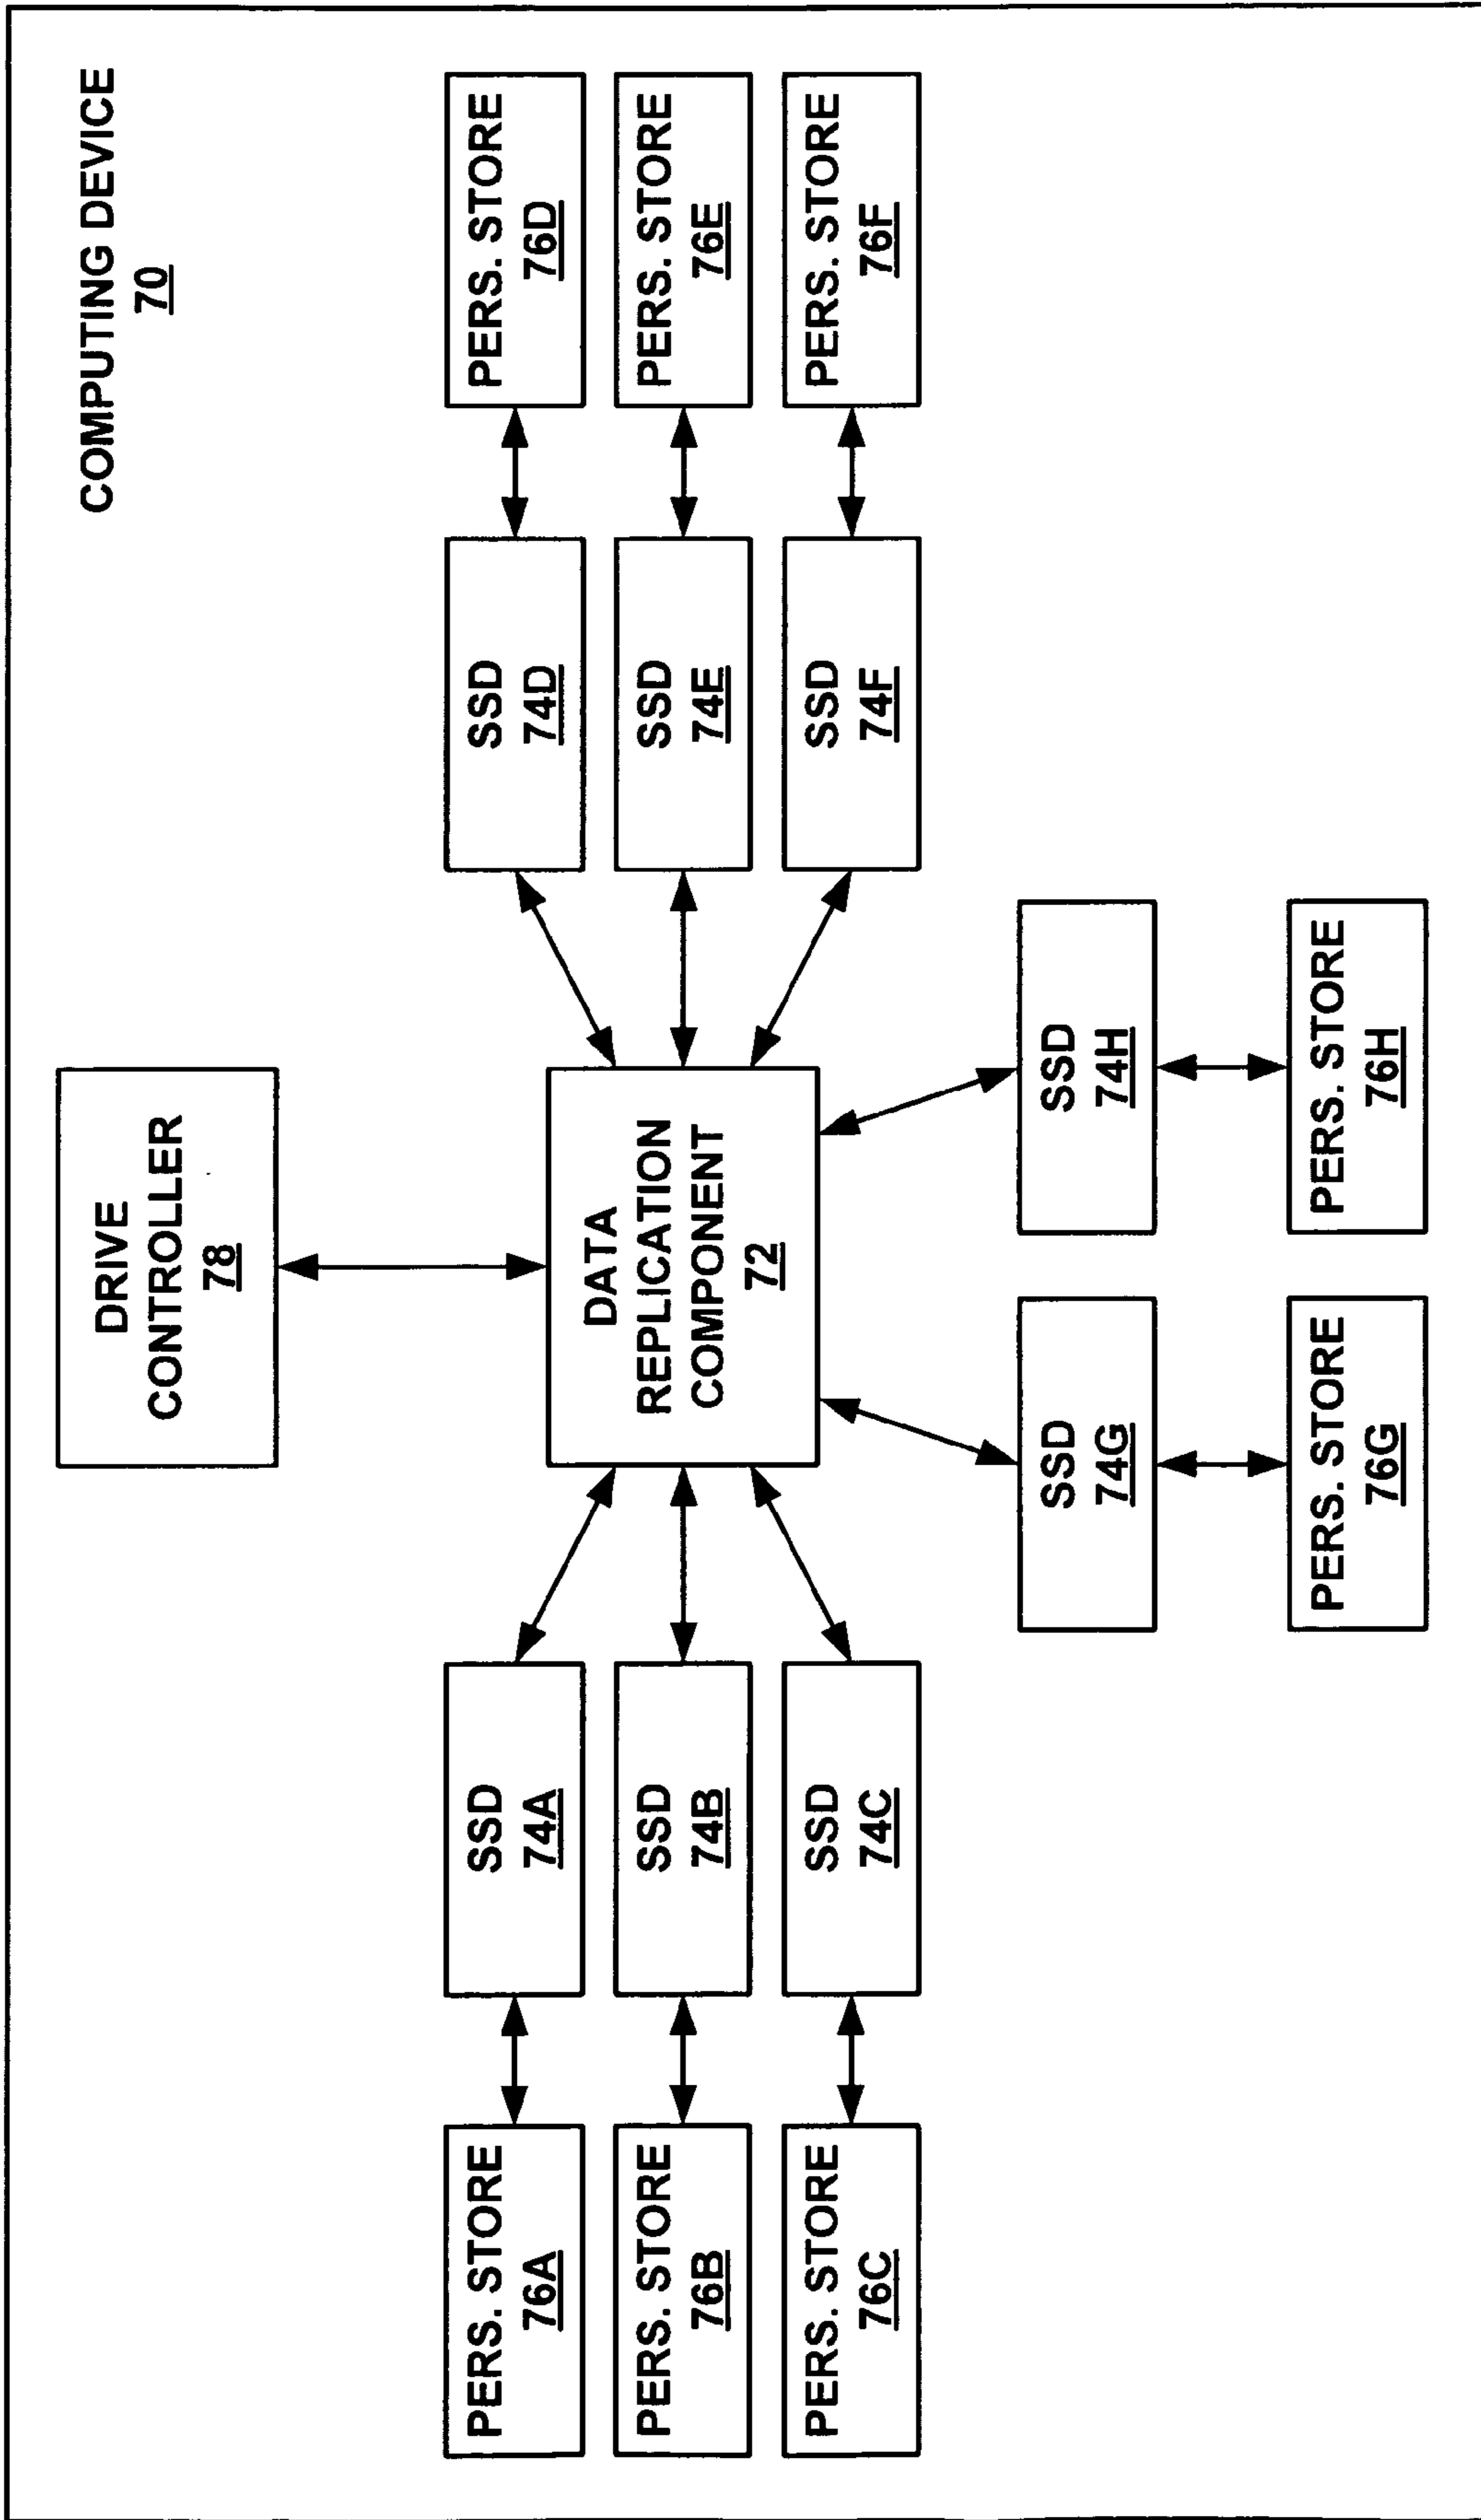 COMPUTING DEVICE
70
DRIVE
CONTROLLER
78
DATA
REPLICATION
COMPONENT
72
PERS. STORE
76A
SSD
74A
SSD
74D
PERS. STORE
76D
PERS. STORE
76B
SSD
74B
SSD
74E
PERS. STORE
76E
PERS. STORE
76C
SSD
74C
SSD
74F
PERS. STORE
76F
SSD
74G
SSD
74H
PERS. STORE
76G
PERS. STORE
76H